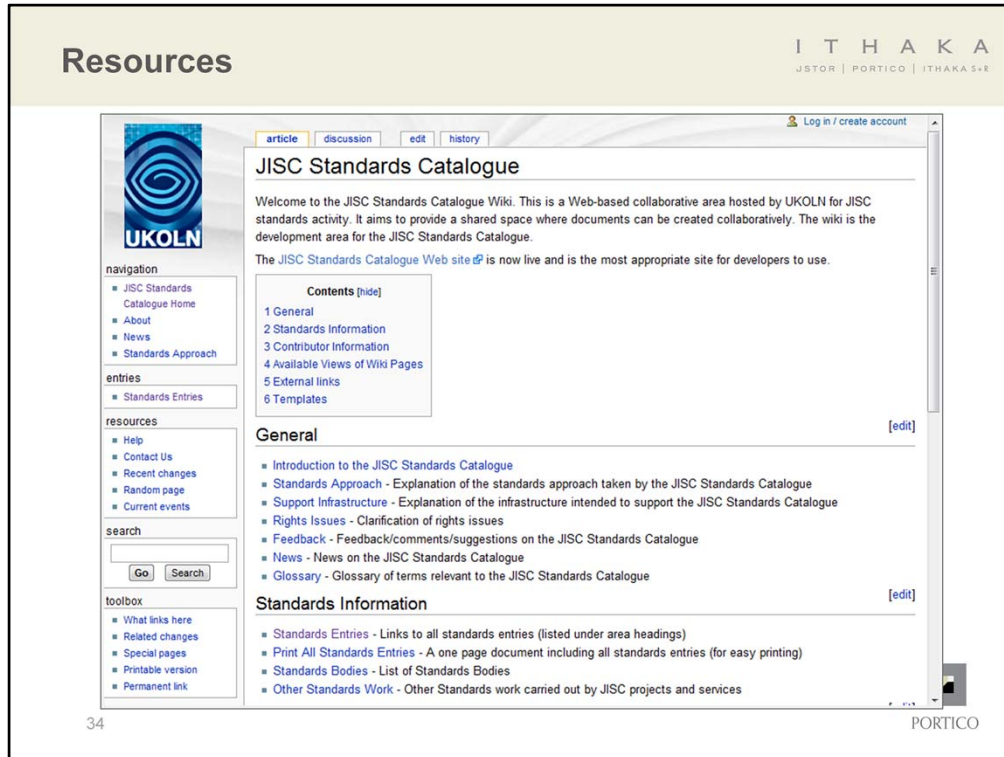 Resources
I T H A K A
JSTOR | PORTICO | ITHAKA S+R
Log in / create account
article discussion edit history
UKOLN
navigation
JISC Standards
Catalogue Home
About
News
Standards Approach
entries
Standards Entries
resources
Help
Contact Us
Recent changes
Random page
Current events
search
Go Search
toolbox
What links here
Related changes
Special pages
Printable version
Permanent link
JISC Standards Catalogue
Welcome to the JISC Standards Catalogue Wiki. This is a Web-based collaborative area hosted by UKOLN for JISC
standards activity. It aims to provide a shared space where documents can be created collaboratively. The wiki is the
development area for the JISC Standards Catalogue.
The JISC Standards Catalogue Web site is now live and is the most appropriate site for developers to use.
Contents [hide]
1 General
2 Standards Information
3 Contributor Information
4 Available Views of Wiki Pages
5 External links
6 Templates
General [edit]
Introduction to the JISC Standards Catalogue
Standards Approach - Explanation of the standards approach taken by the JISC Standards Catalogue
Support Infrastructure - Explanation of the infrastructure intended to support the JISC Standards Catalogue
Rights Issues - Clarification of rights issues
Feedback - Feedback/comments/suggestions on the JISC Standards Catalogue
News - News on the JISC Standards Catalogue
Glossary - Glossary of terms relevant to the JISC Standards Catalogue
Standards Information [edit]
Standards Entries - Links to all standards entries (listed under area headings)
Print All Standards Entries - A one page document including all standards entries (for easy printing)
Standards Bodies - List of Standards Bodies
Other Standards Work - Other Standards work carried out by JISC projects and services
34
PORTICO